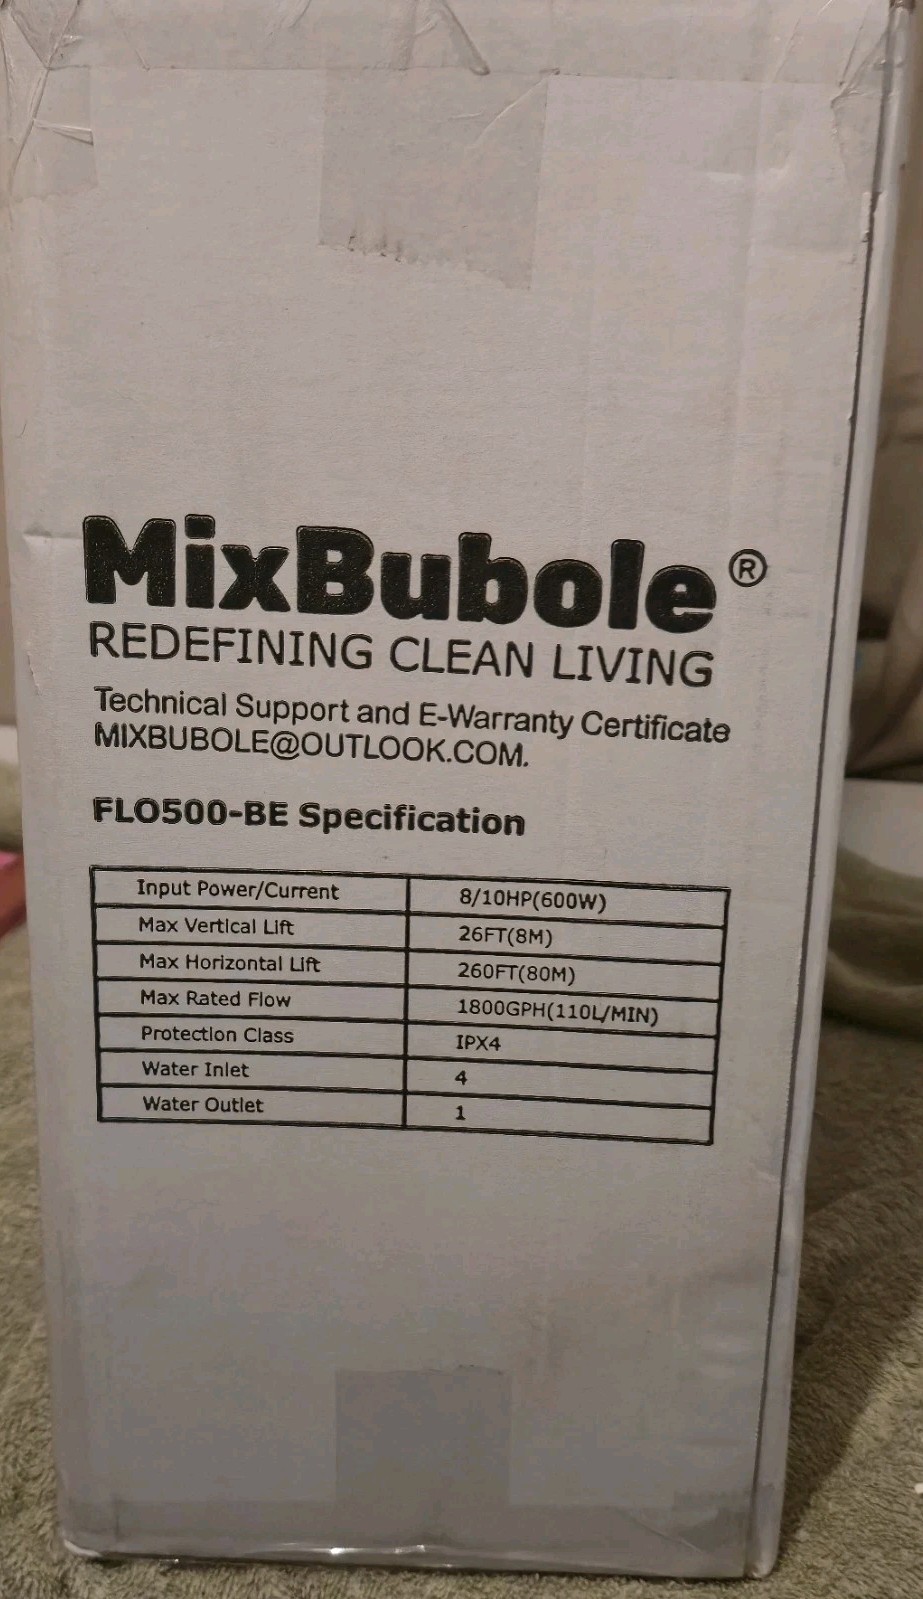 MixBubole®
REDEFINING CLEAN LIVING
Technical Support and E-Warranty Certificate
MIXBUBOLE@OUTLOOK.COM.
FLO500-BE Specification
Input Power/Current 8/10HP(600W)
Max Vertical Lift 26FT(8M)
Max Horizontal Lift 260FT(80M)
Max Rated Flow 1800GPH(110L/MIN)
Protection Class IPX4
Water Inlet 4
Water Outlet 1